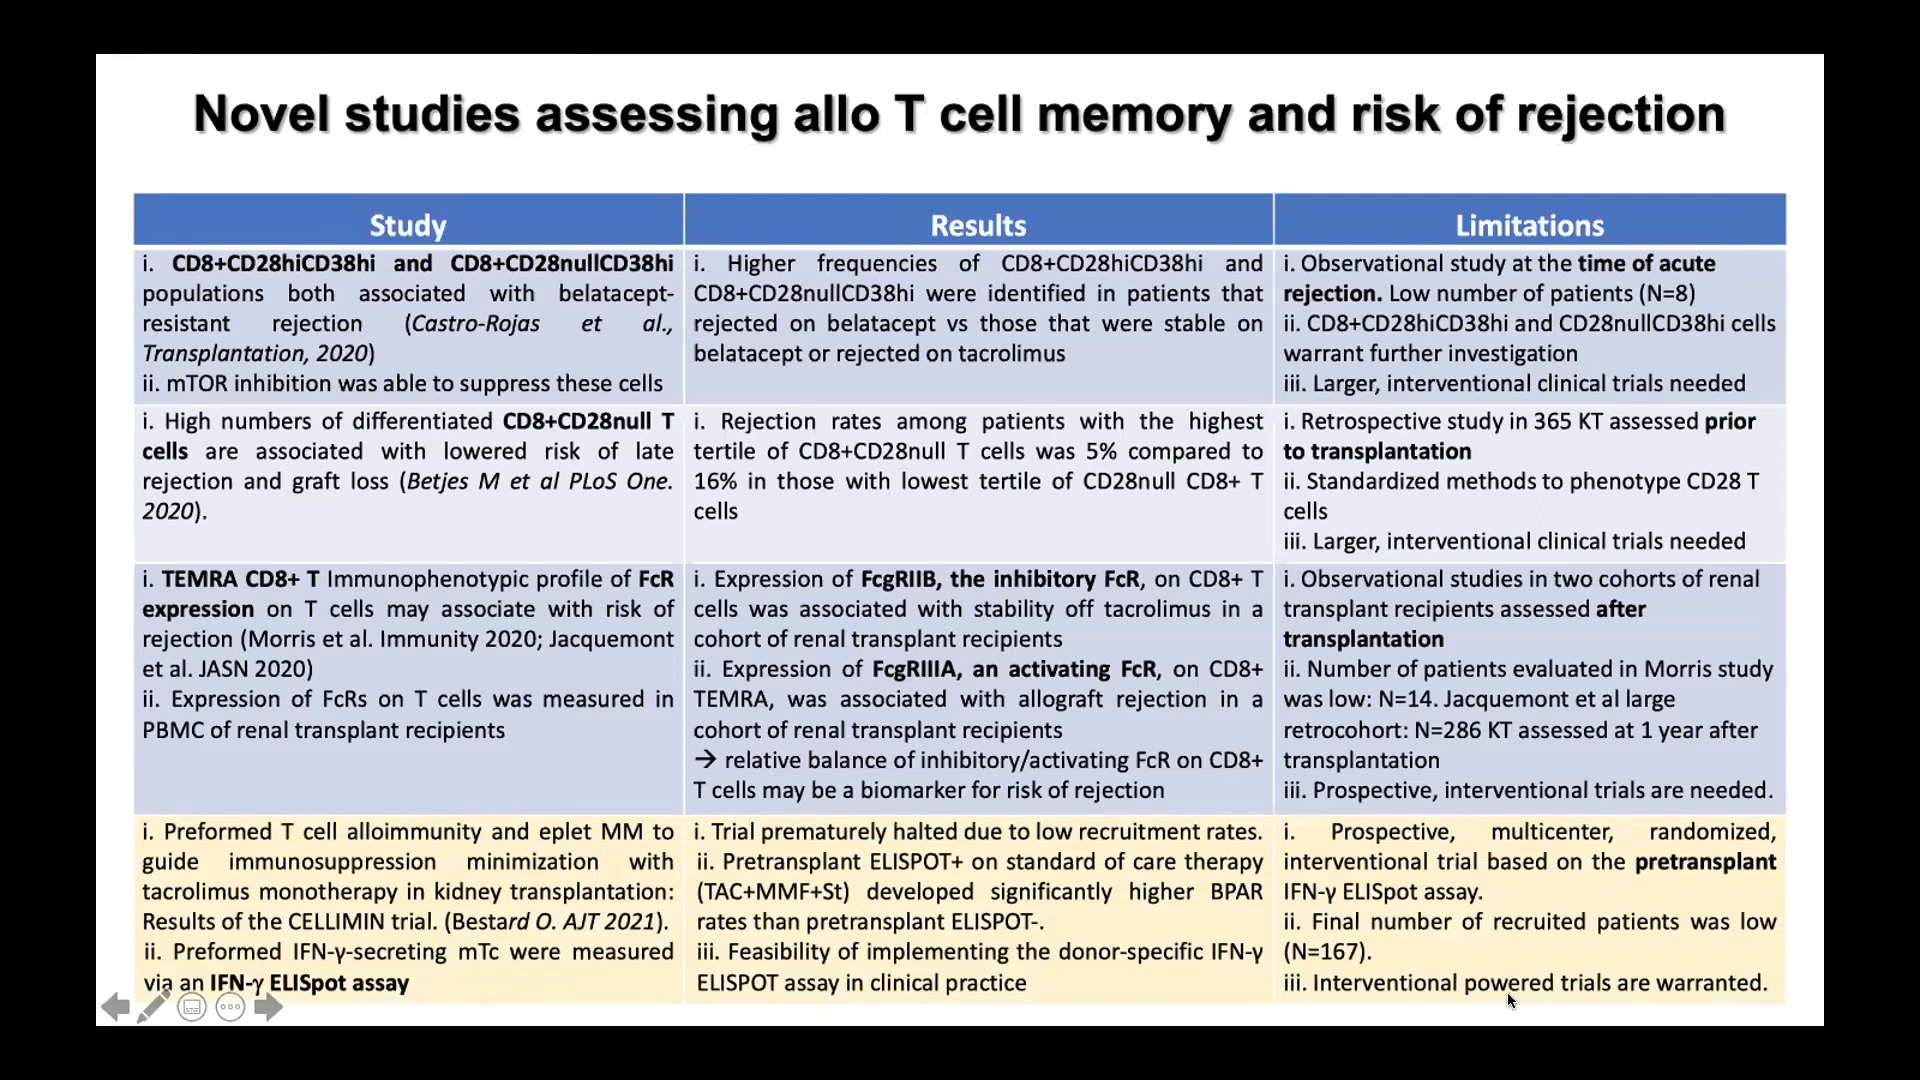 Novel studies assessing allo T cell memory and risk of rejection
Study
Results
Limitations
i. CD8+CD28hiCD38hi and CD8+CD28nullCD38hi
populations both associated with belatacept-
resistant rejection (Castro-Rojas et al.,
Transplantation, 2020)
ii. mTOR inhibition was able to suppress these cells
i. Higher frequencies of CD8+CD28hiCD38hi and
CD8+CD28nullCD38hi were identified in patients that
rejected on belatacept vs those that were stable on
belatacept or rejected on tacrolimus
i. Observational study at the time of acute
rejection. Low number of patients (N=8)
ii. CD8+CD28hiCD38hi and CD28nullCD38hi cells
warrant further investigation
iii. Larger, interventional clinical trials needed
i. High numbers of differentiated CD8+CD28null T
cells are associated with lowered risk of late
rejection and graft loss (Betjes M et al PLoS One.
2020).
i. Rejection rates among patients with the highest
tertile of CD8+CD28null T cells was 5% compared to
16% in those with lowest tertile of CD28null CD8+ T
cells
i. Retrospective study in 365 KT assessed prior
to transplantation
ii. Standardized methods to phenotype CD28 T
cells
iii. Larger, interventional clinical trials needed
i. TEMRA CD8+ T Immunophenotypic profile of FcR
expression on T cells may associate with risk of
rejection (Morris et al. Immunity 2020; Jacquemont
et al. JASN 2020)
ii. Expression of FcRs on T cells was measured in
PBMC of renal transplant recipients
i. Expression of FcgRIIB, the inhibitory FcR, on CD8+ T
cells was associated with stability off tacrolimus in a
cohort of renal transplant recipients
ii. Expression of FcgRIIIA, an activating FcR, on CD8+
TEMRA, was associated with allograft rejection in a
cohort of renal transplant recipients
→ relative balance of inhibitory/activating FcR on CD8+
T cells may be a biomarker for risk of rejection
i. Observational studies in two cohorts of renal
transplant recipients assessed after
transplantation
ii. Number of patients evaluated in Morris study
was low: N=14. Jacquemont et al large
retrocohort: N=286 KT assessed at 1 year after
transplantation
iii. Prospective, interventional trials are needed.
i. Preformed T cell alloimmunity and eplet MM to
guide immunosuppression minimization with
tacrolimus monotherapy in kidney transplantation:
Results of the CELLIMIN trial. (Bestard O. AJT 2021).
ii. Preformed IFN-γ-secreting mTc were measured
via an IFN-γ ELISpot assay
i. Trial prematurely halted due to low recruitment rates.
ii. Pretransplant ELISPOT+ on standard of care therapy
(TAC+MMF+St) developed significantly higher BPAR
rates than pretransplant ELISPOT-.
iii. Feasibility of implementing the donor-specific IFN-γ
ELISPOT assay in clinical practice
i. Prospective, multicenter, randomized,
interventional trial based on the pretransplant
IFN-γ ELISpot assay.
ii. Final number of recruited patients was low
(N=167).
iii. Interventional powered trials are warranted.